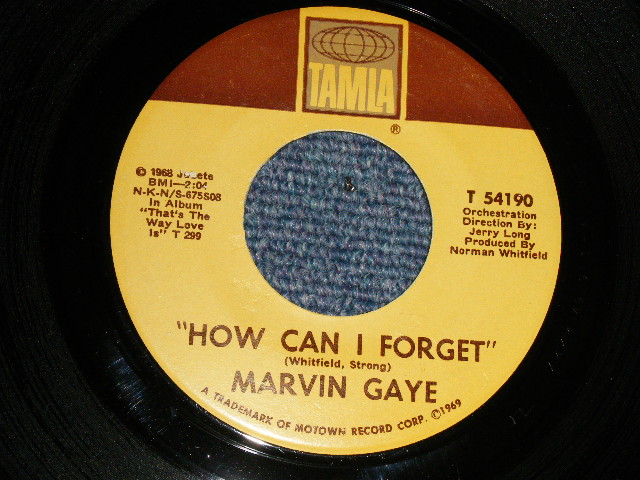 TAMLA
®
© 1968 Jobete
BMI—2:04
N-K-N/S-675S08
In Album
"That's The
Way Love
Is" T 299
T 54190
Orchestration
Direction By:
Jerry Long
Produced By
Norman Whitfield
"HOW CAN I FORGET"
(Whitfield, Strong)
MARVIN GAYE
A TRADEMARK OF MOTOWN RECORD CORP. ©1969